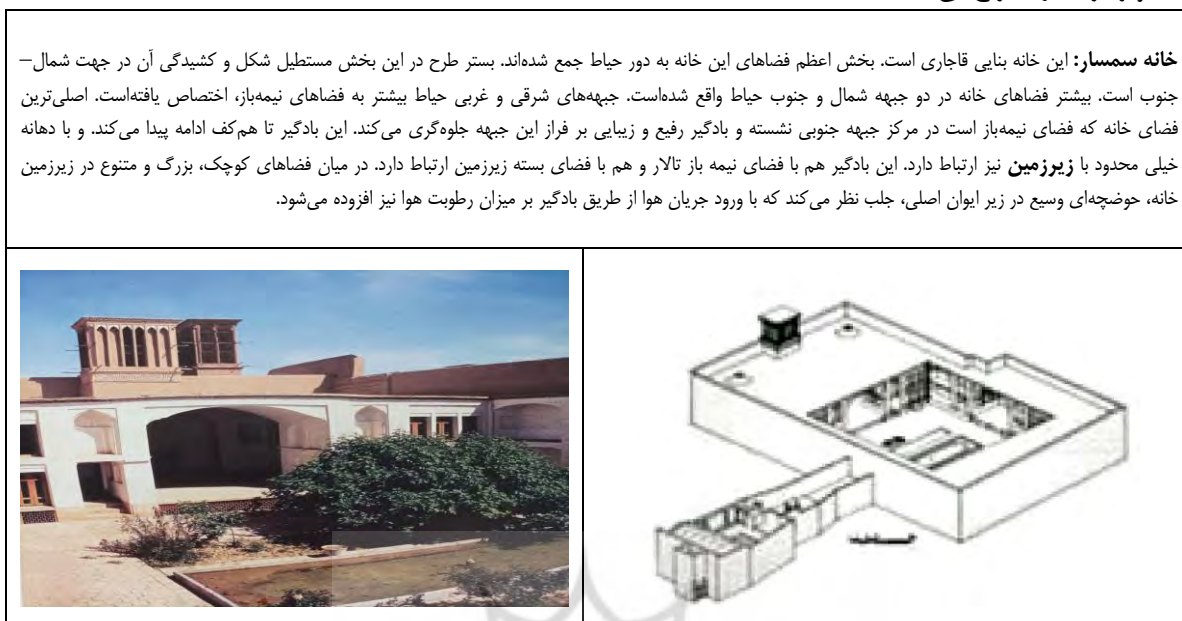 خانه سمسار: این خانه بنایی قاجاری است. بخش اعظم فضاهای این خانه به دور حیاط جمع شده‌اند. بستر طرح در این بخش مستطیل شکل و کشیدگی آن در جهت شمال–
جنوب است. بیشتر فضاهای خانه در دو جبهه شمال و جنوب حیاط واقع شده‌است. جبهه‌های شرقی و غربی حیاط بیشتر به فضاهای نیمه‌باز، اختصاص یافته‌است. اصلی‌ترین
فضای خانه که فضای نیمه‌باز است در مرکز جبهه جنوبی نشسته و بادگیر رفیع و زیبایی بر فراز این جبهه جلوه‌گری می‌کند. این بادگیر تا هم‌کف ادامه پیدا می‌کند. و با دهانه
خیلی محدود با زیرزمین نیز ارتباط دارد. این بادگیر هم با فضای نیمه باز تالار و هم با فضای بسته زیرزمین ارتباط دارد. در میان فضاهای کوچک، بزرگ و متنوع در زیرزمین
خانه، حوضچه‌ای وسیع در زیر ایوان اصلی، جلب نظر می‌کند که با ورود جریان هوا از طریق بادگیر بر میزان رطوبت هوا نیز افزوده می‌شود.